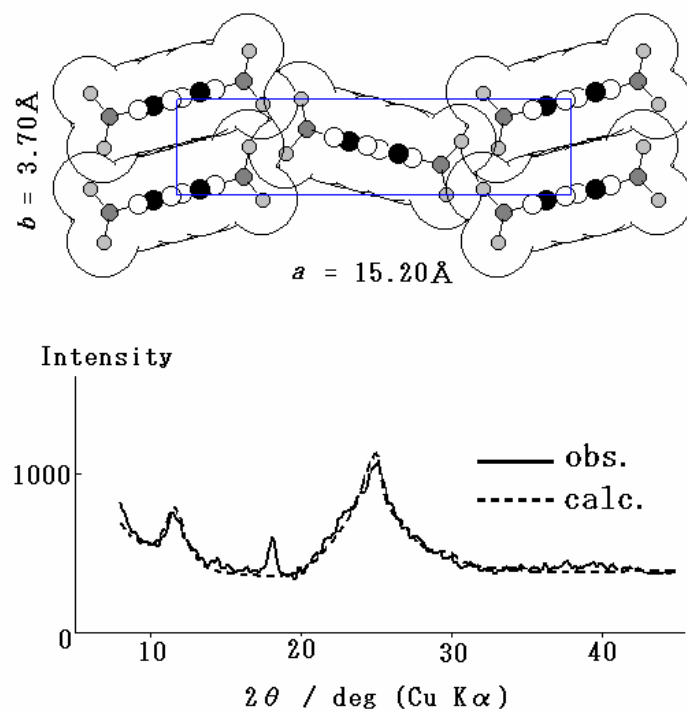 b = 3.70Å
a = 15.20Å
Intensity
1000
0
obs.
calc.
10 20 30 40
2θ / deg (Cu Kα)